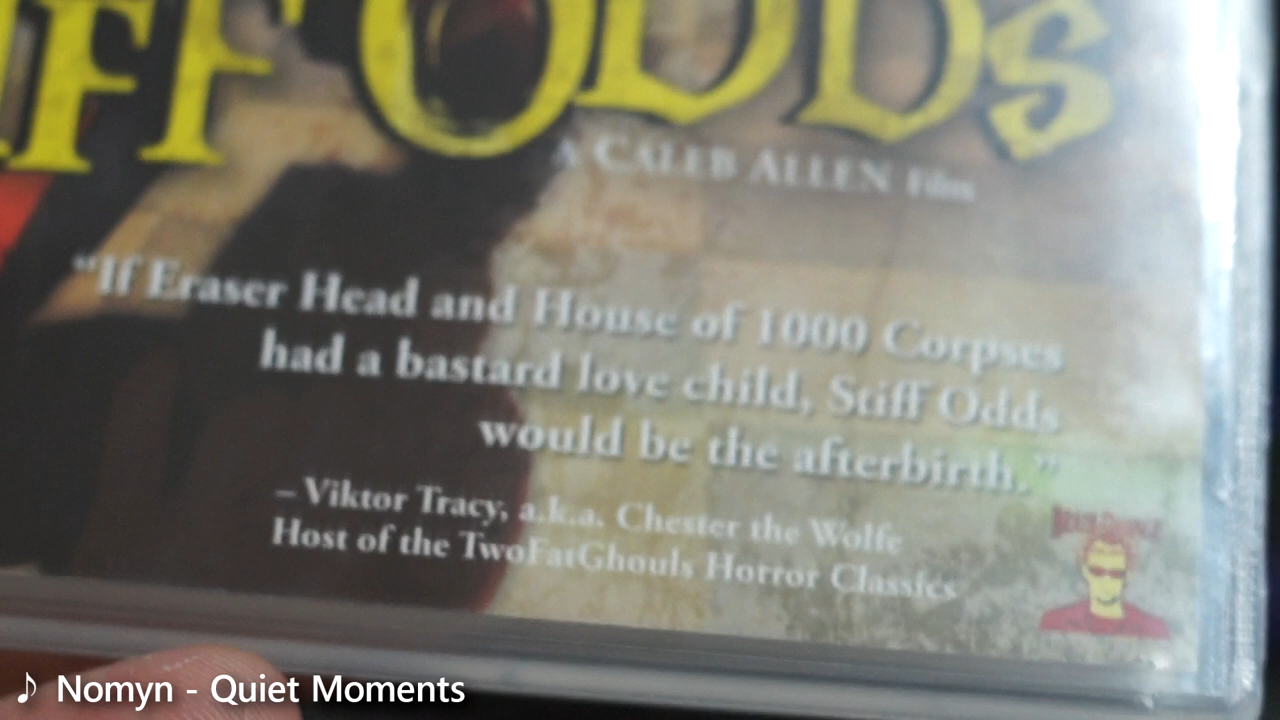 IFF ODDS
A CALEB ALLEN Film
“If Eraser Head and House of 1000 Corpses
had a bastard love child, Stiff Odds
would be the afterbirth.”
– Viktor Tracy, a.k.a. Chester the Wolfe
Host of the TwoFatGhouls Horror Classics
♪ Nomyn - Quiet Moments